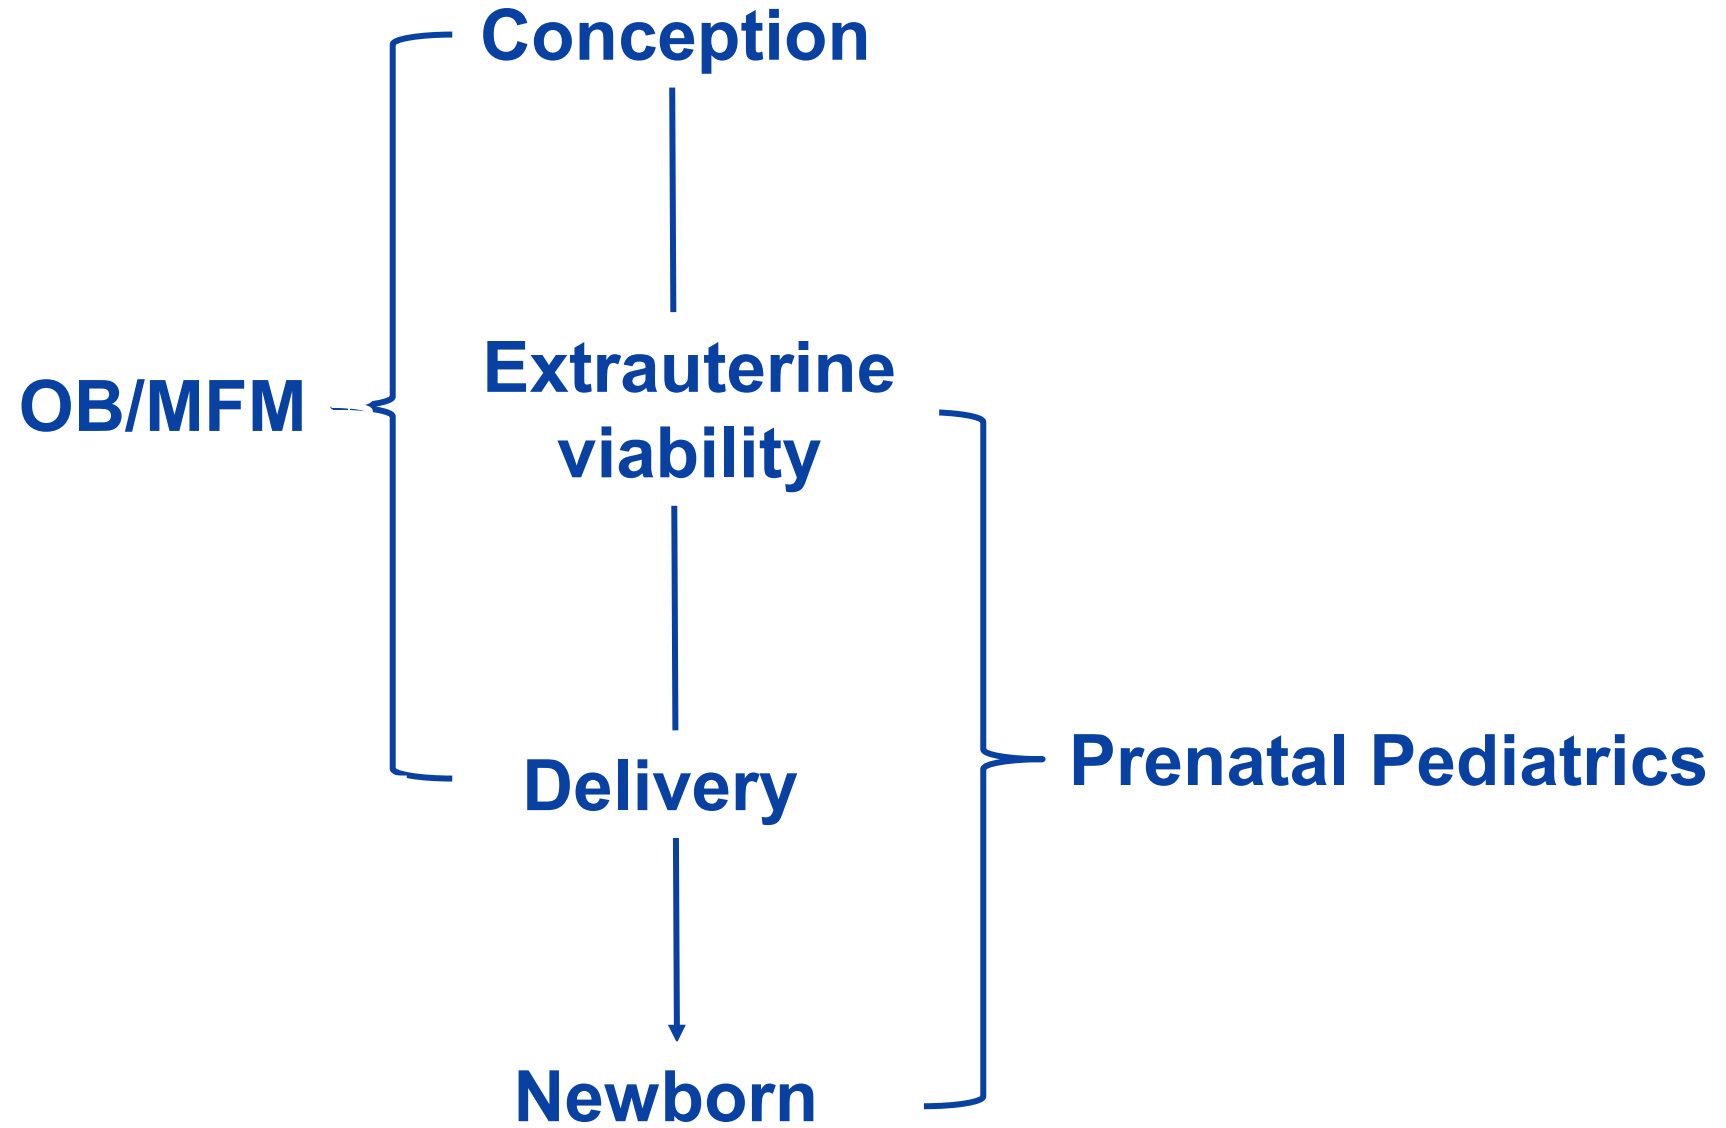 Conception
Extrauterine
viability
OB/MFM
Delivery
Prenatal Pediatrics
Newborn